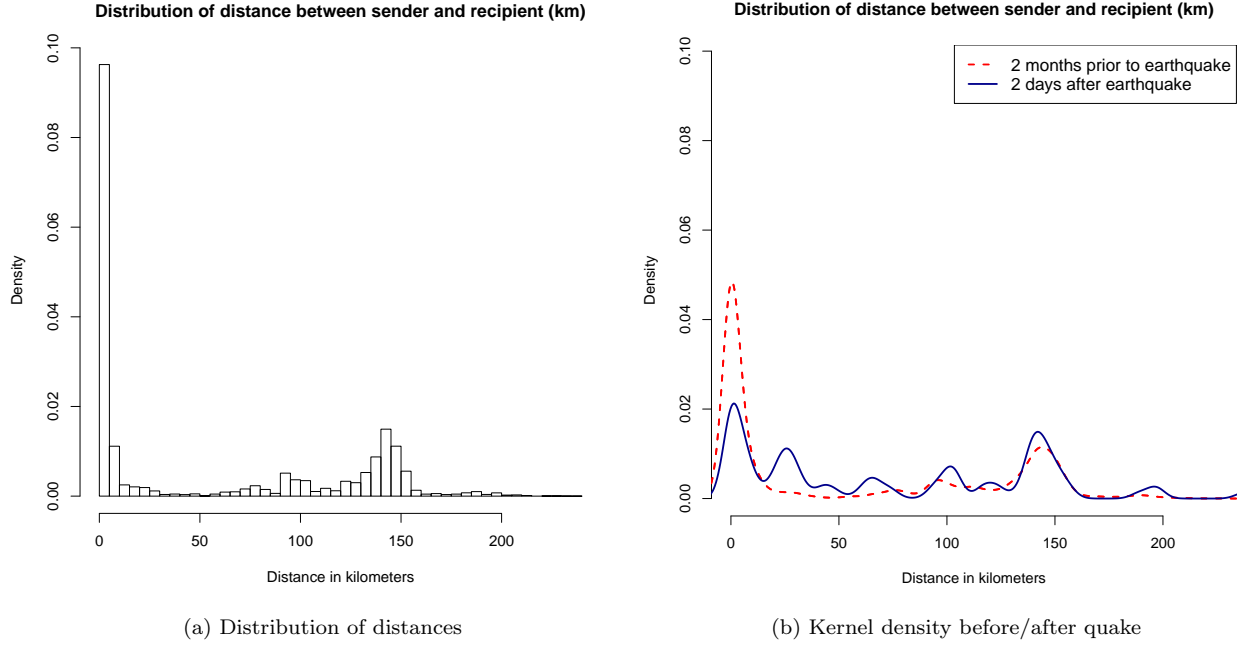 Distribution of distance between sender and recipient (km)
0.10
0.08
0.06
0.04
0.02
0.00
Density
0 50 100 150 200
Distance in kilometers
(a) Distribution of distances
Distribution of distance between sender and recipient (km)
2 months prior to earthquake
2 days after earthquake
0.10
0.08
0.06
0.04
0.02
0.00
Density
0 50 100 150 200
Distance in kilometers
(b) Kernel density before/after quake